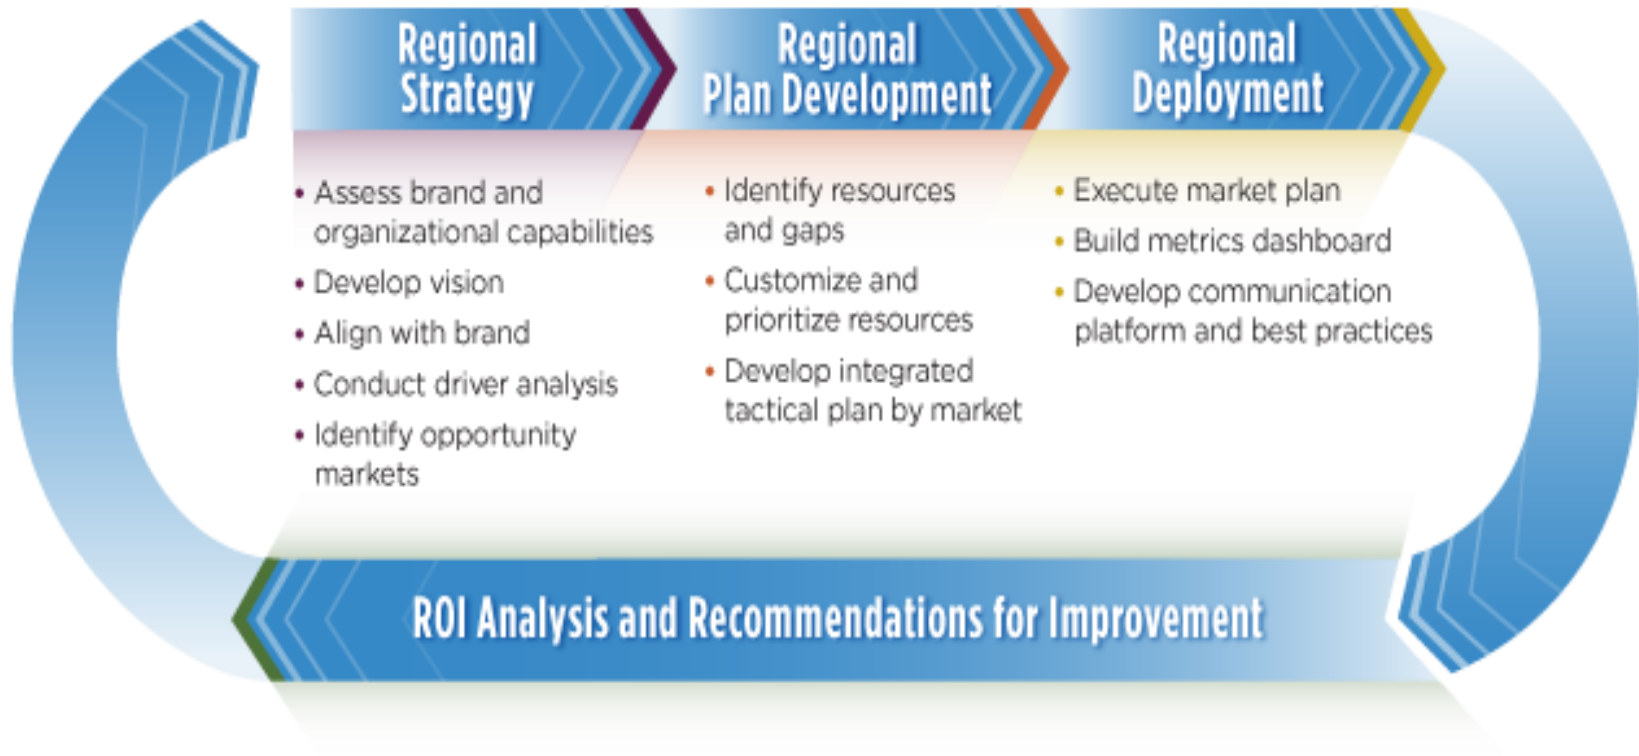 Regional
Strategy
Regional
Plan Development
Regional
Deployment
• Assess brand and
organizational capabilities
• Develop vision
• Align with brand
• Conduct driver analysis
• Identify opportunity
markets
• Identify resources
and gaps
• Customize and
prioritize resources
• Develop integrated
tactical plan by market
• Execute market plan
• Build metrics dashboard
• Develop communication
platform and best practices
ROI Analysis and Recommendations for Improvement